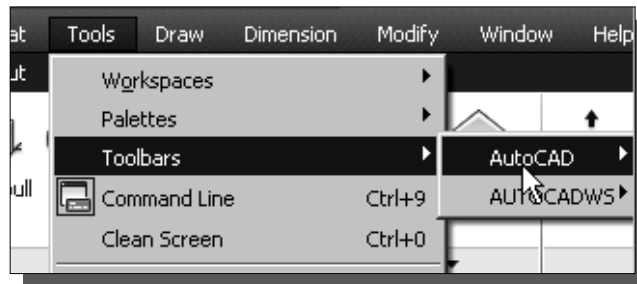 at Tools Draw Dimension Modify Window Help
ut
Workspaces
Palettes
Toolbars AutoCAD
ull Command Line Ctrl+9 AUTOCADWS
Clean Screen Ctrl+0